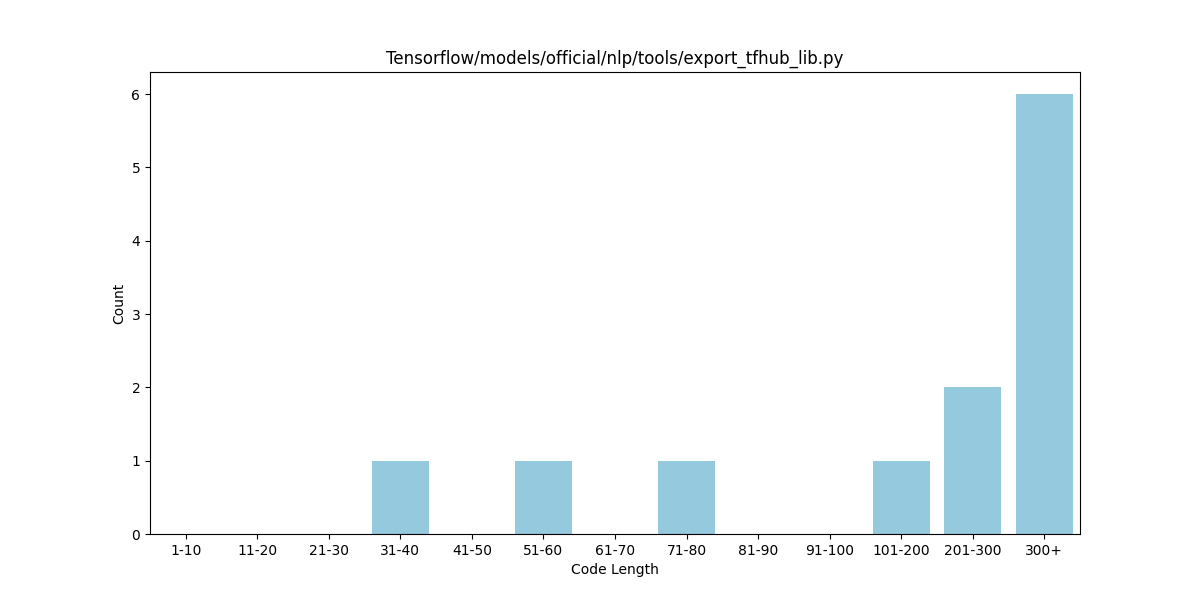 Tensorflow/models/official/nlp/tools/export_tfhub_lib.py
6
5
4
3
2
1
0
Count
1-10 11-20 21-30 31-40 41-50 51-60 61-70 71-80 81-90 91-100 101-200 201-300 300+
Code Length